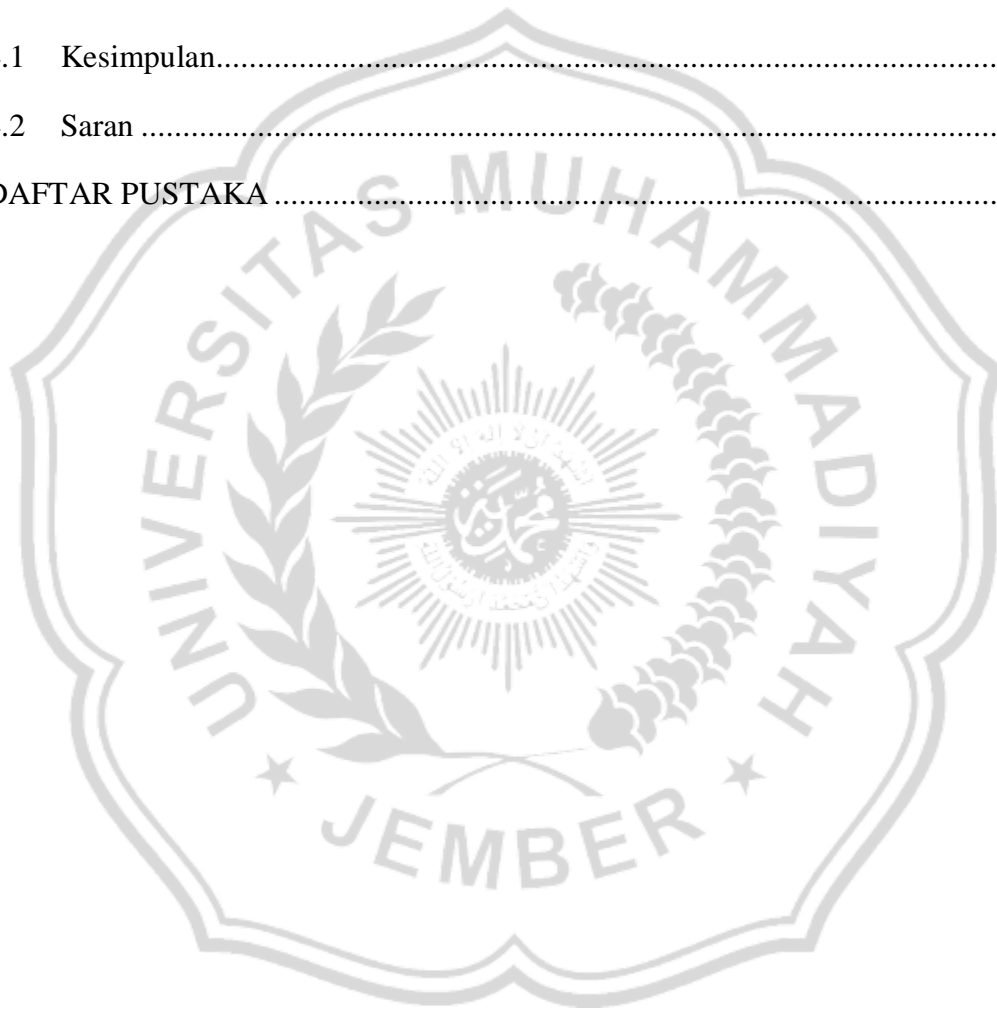 .1 Kesimpulan........................................................................................
.2 Saran ........................................................................................
DAFTAR PUSTAKA ........................................................................................
UNIVERSITAS MUHAMMADIYAH
JEMBER